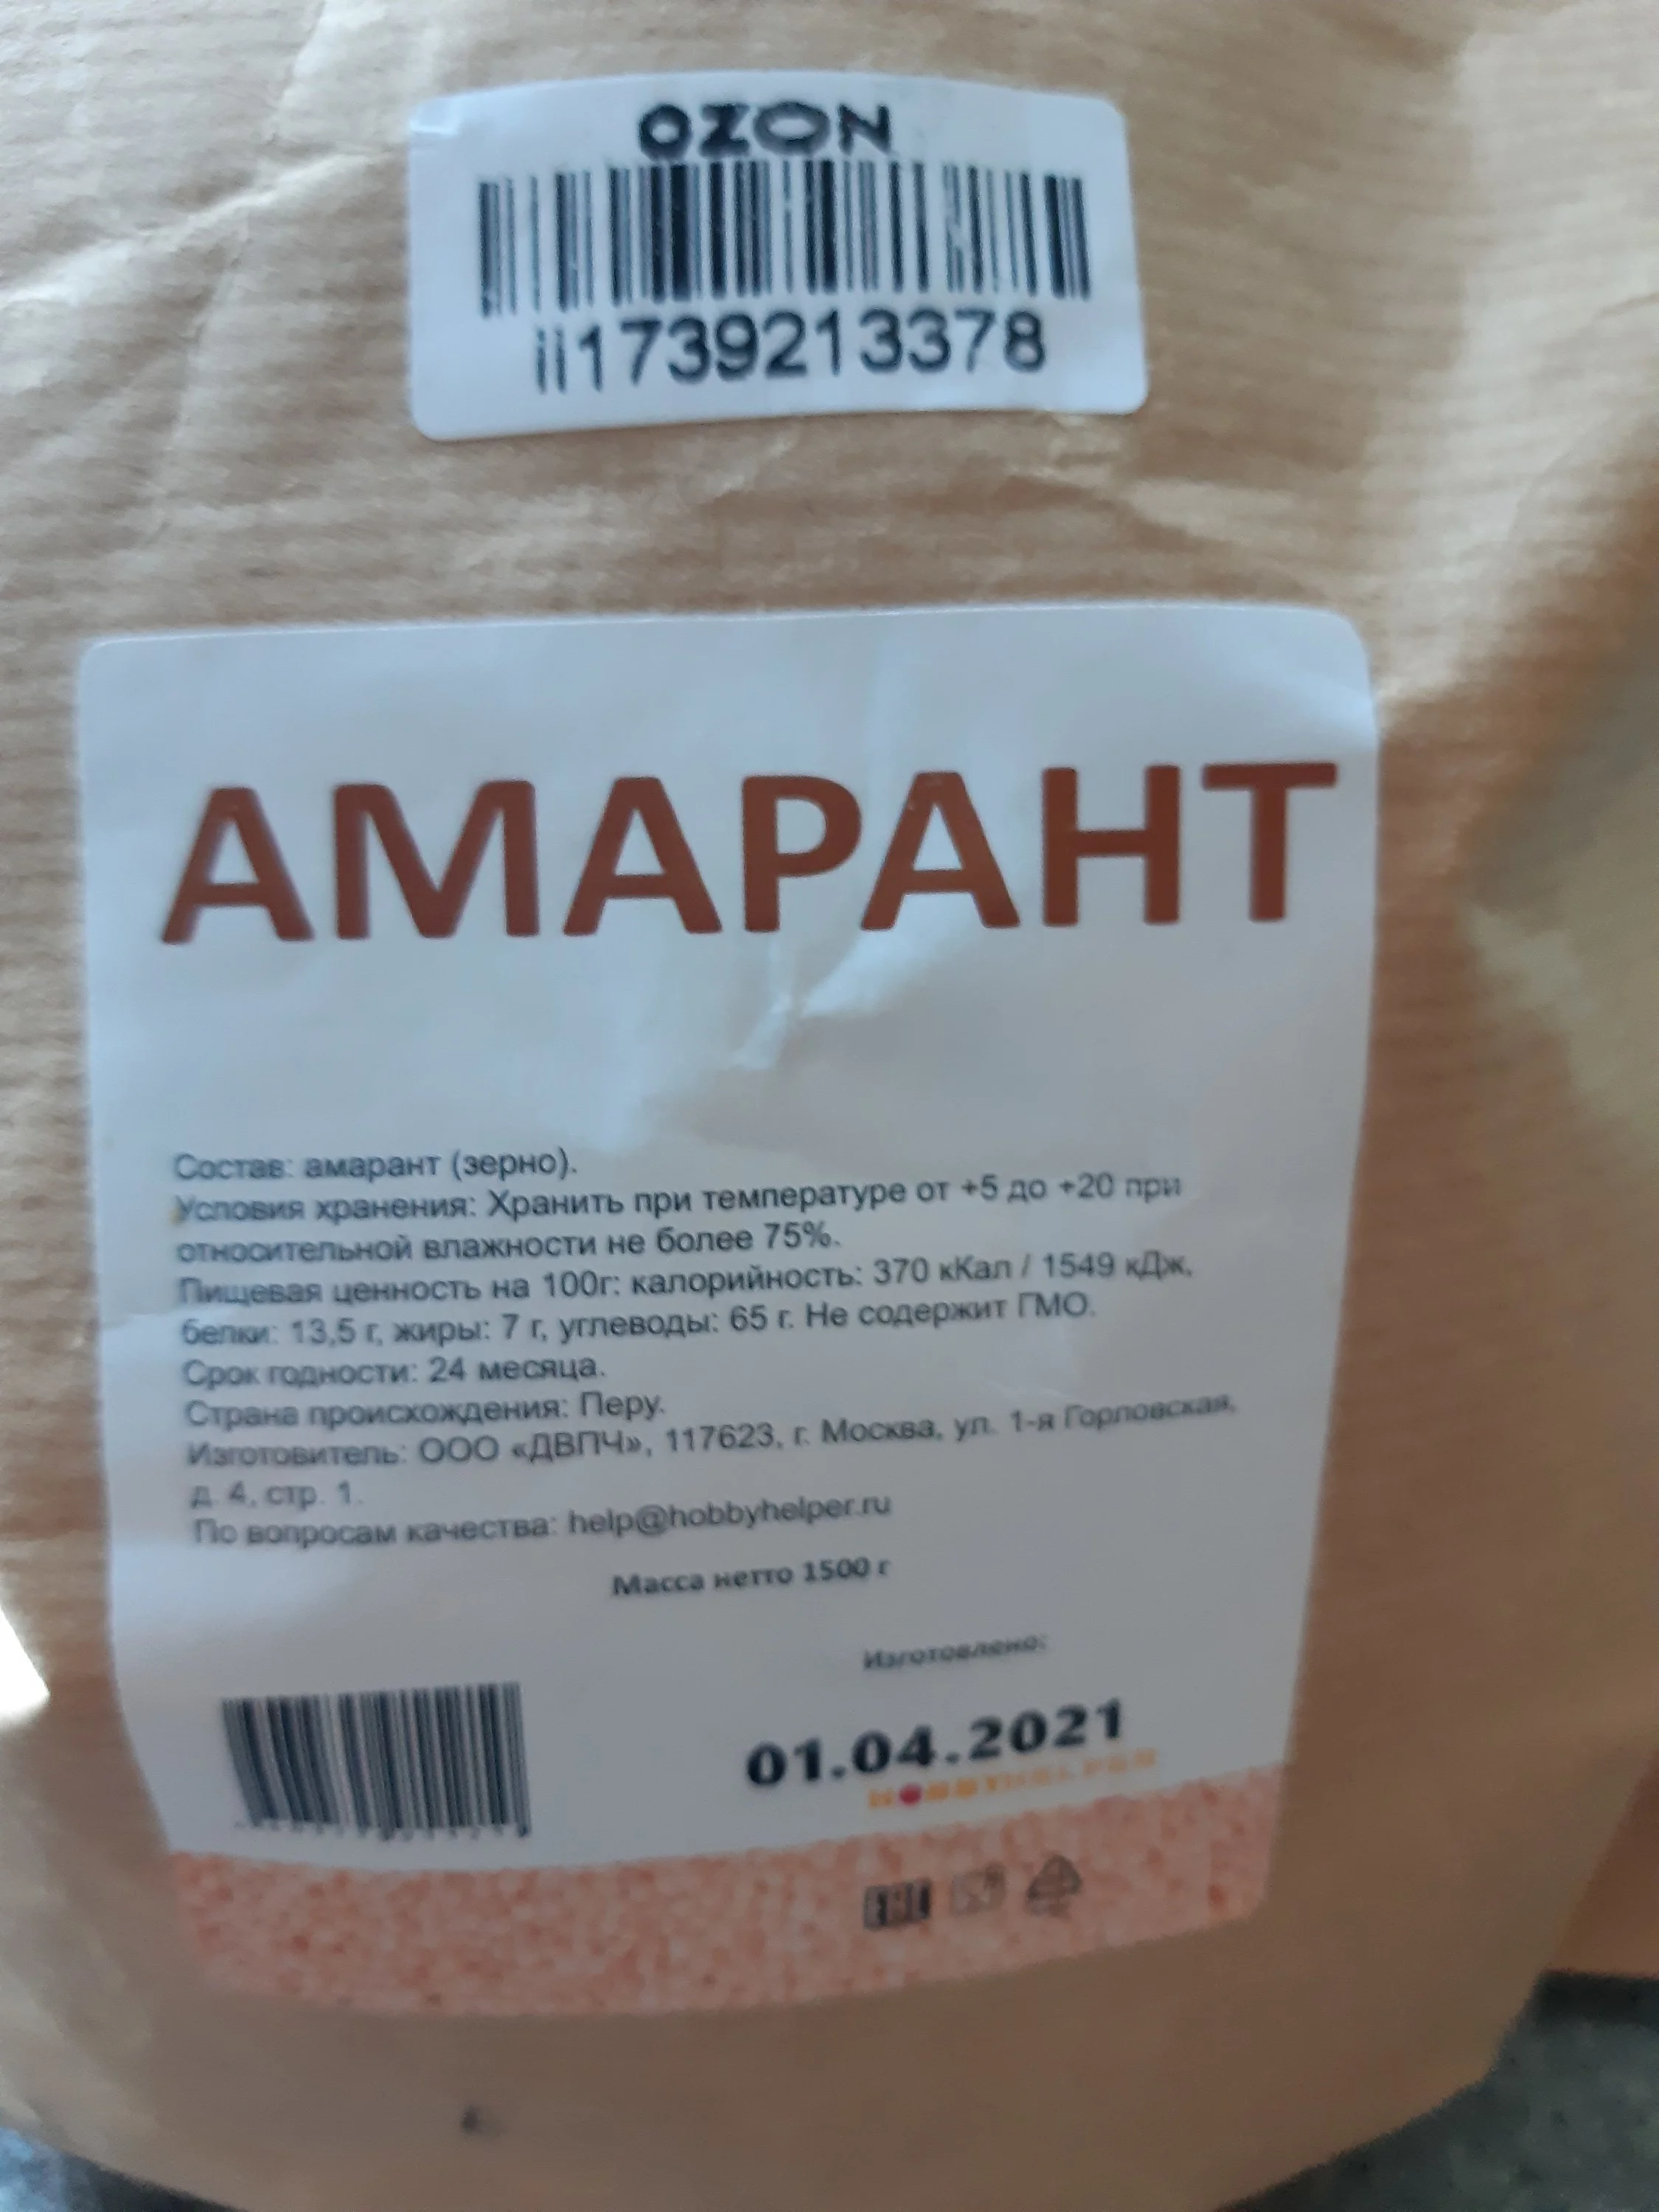 OZON
ii1739213378
АМАРАНТ
Состав: амарант (зерно).
Условия хранения: Хранить при температуре от +5 до +20 при
относительной влажности не более 75%.
Пищевая ценность на 100г: калорийность: 370 кКал / 1549 кДж,
белки: 13,5 г, жиры: 7 г, углеводы: 65 г. Не содержит ГМО.
Срок годности: 24 месяца.
Страна происхождения: Перу.
Изготовитель: ООО «ДВПЧ», 117623, г. Москва, ул. 1-я Горловская,
д. 4, стр. 1.
По вопросам качества: help@hobbyhelper.ru
Масса нетто 1500 г
Изготовлено:
01.04.2021
HOBBYHELPER